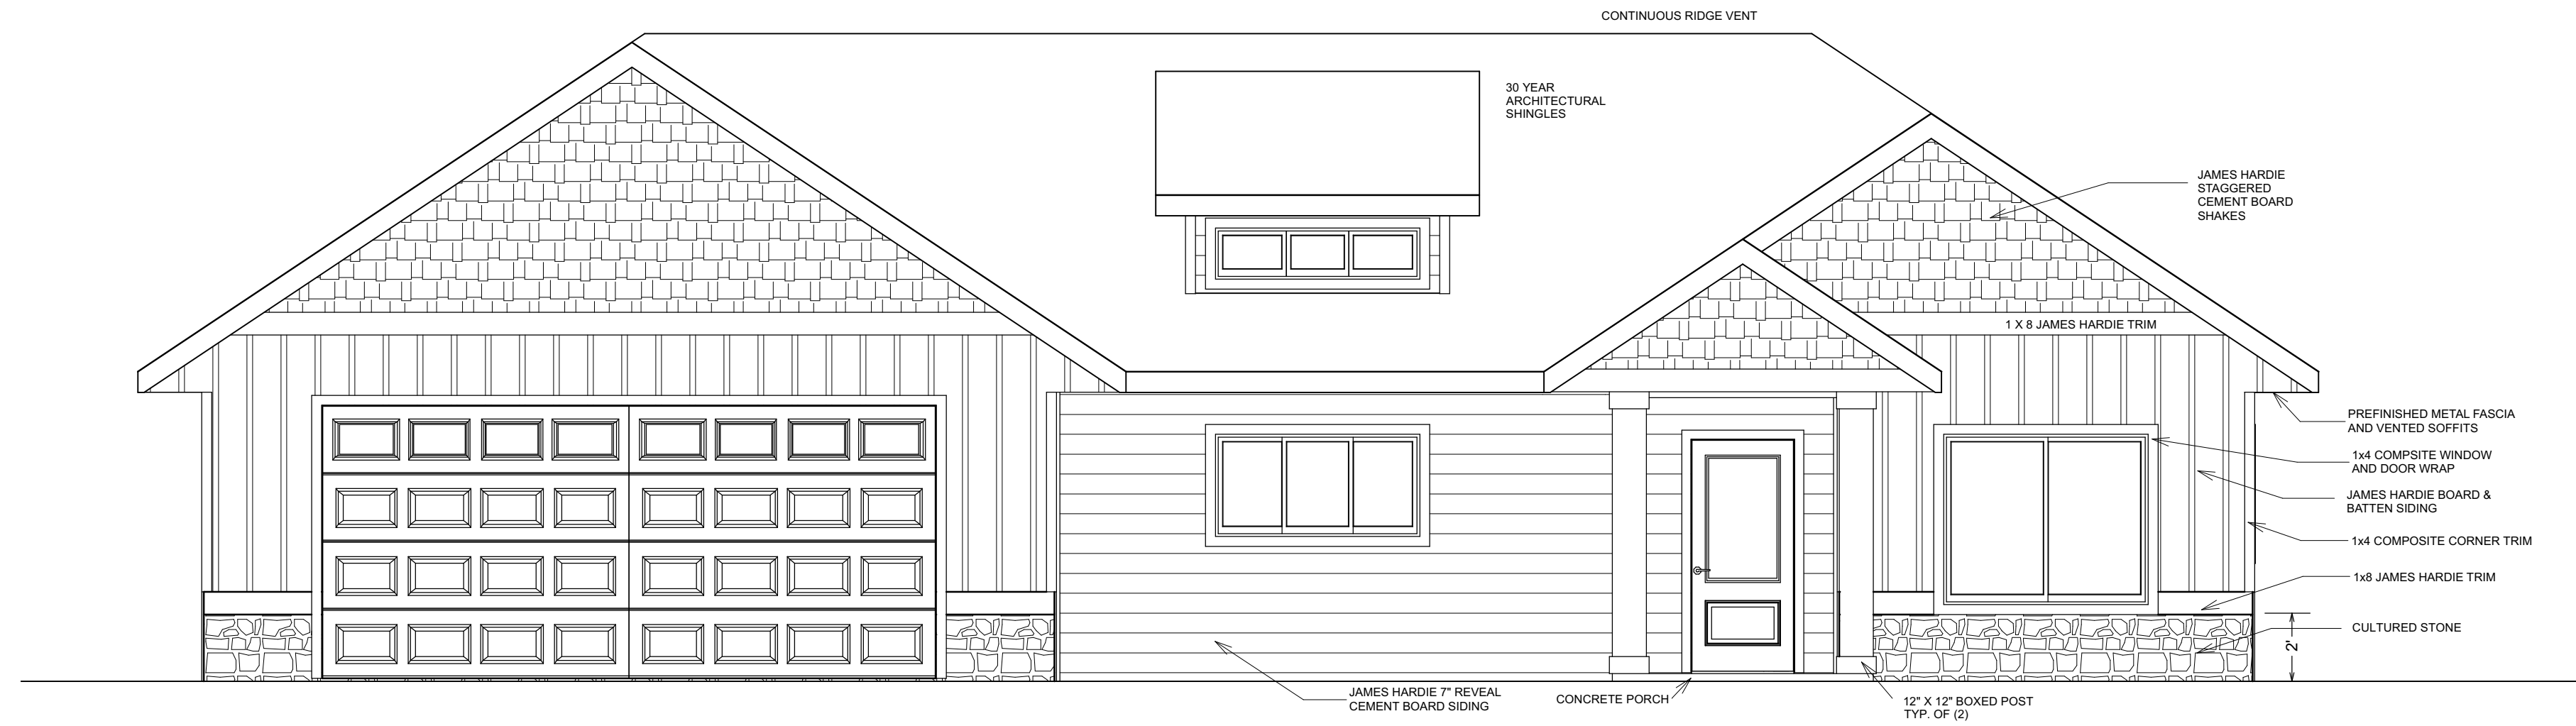 CONTINUOUS RIDGE VENT
30 YEAR
ARCHITECTURAL
SHINGLES
JAMES HARDIE
STAGGERED
CEMENT BOARD
SHAKES
1 X 8 JAMES HARDIE TRIM
PREFINISHED METAL FASCIA
AND VENTED SOFFITS
1x4 COMPSITE WINDOW
AND DOOR WRAP
JAMES HARDIE BOARD &
BATTEN SIDING
1x4 COMPOSITE CORNER TRIM
1x8 JAMES HARDIE TRIM
CULTURED STONE
2'
JAMES HARDIE 7" REVEAL
CEMENT BOARD SIDING
CONCRETE PORCH
12" X 12" BOXED POST
TYP. OF (2)